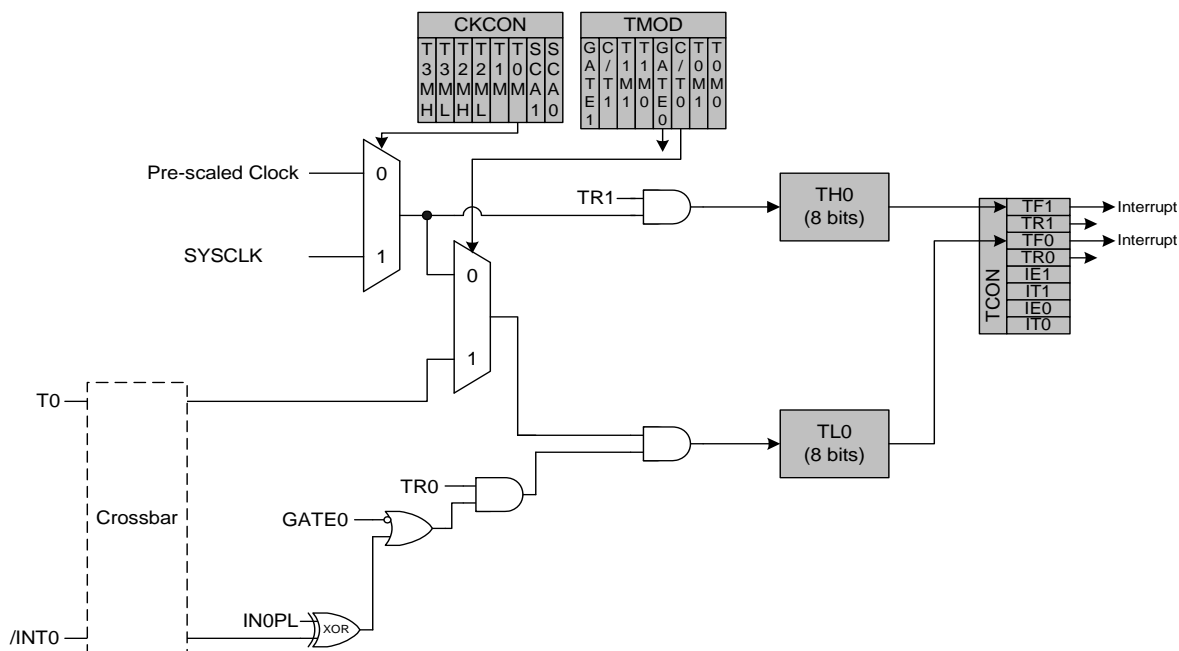 CKCON
T3MH
T3ML
T2MH
T2ML
T1M
T0M
SCA1
SCA0
TMOD
GATE1
C/T1
T1M1
T1M0
GATE0
C/T0
T0M1
T0M0
Pre-scaled Clock
0
SYSCLK
1
TR1
TH0
(8 bits)
TCON
TF1
TR1
TF0
TR0
IE1
IT1
IE0
IT0
Interrupt
Interrupt
0
1
T0
Crossbar
TL0
(8 bits)
TR0
GATE0
IN0PL
XOR
/INT0